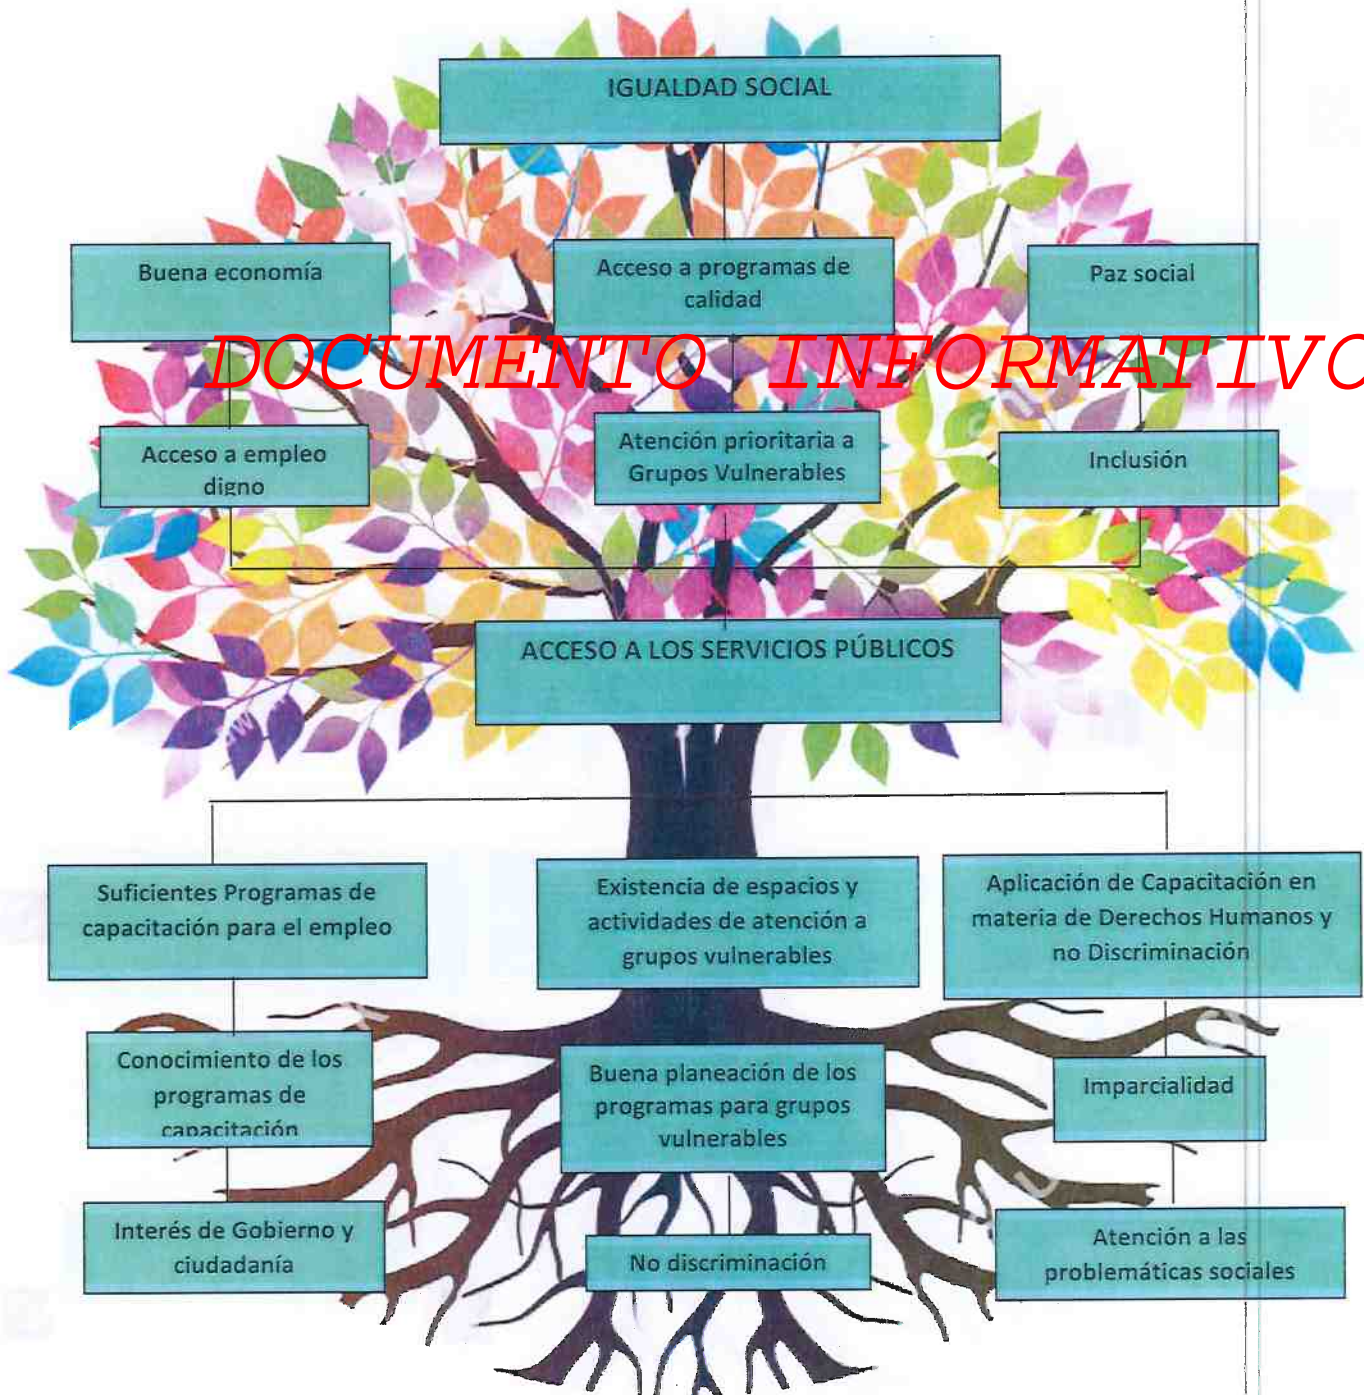 IGUALDAD SOCIAL
Buena economía
Acceso a programas de
calidad
Paz social
DOCUMENTO INFORMATIVO
Acceso a empleo
digno
Atención prioritaria a
Grupos Vulnerables
Inclusión
ACCESO A LOS SERVICIOS PÚBLICOS
Suficientes Programas de
capacitación para el empleo
Existencia de espacios y
actividades de atención a
grupos vulnerables
Aplicación de Capacitación en
materia de Derechos Humanos y
no Discriminación
Conocimiento de los
programas de
capacitación
Buena planeación de los
programas para grupos
vulnerables
Imparcialidad
Interés de Gobierno y
ciudadanía
No discriminación
Atención a las
problemáticas sociales